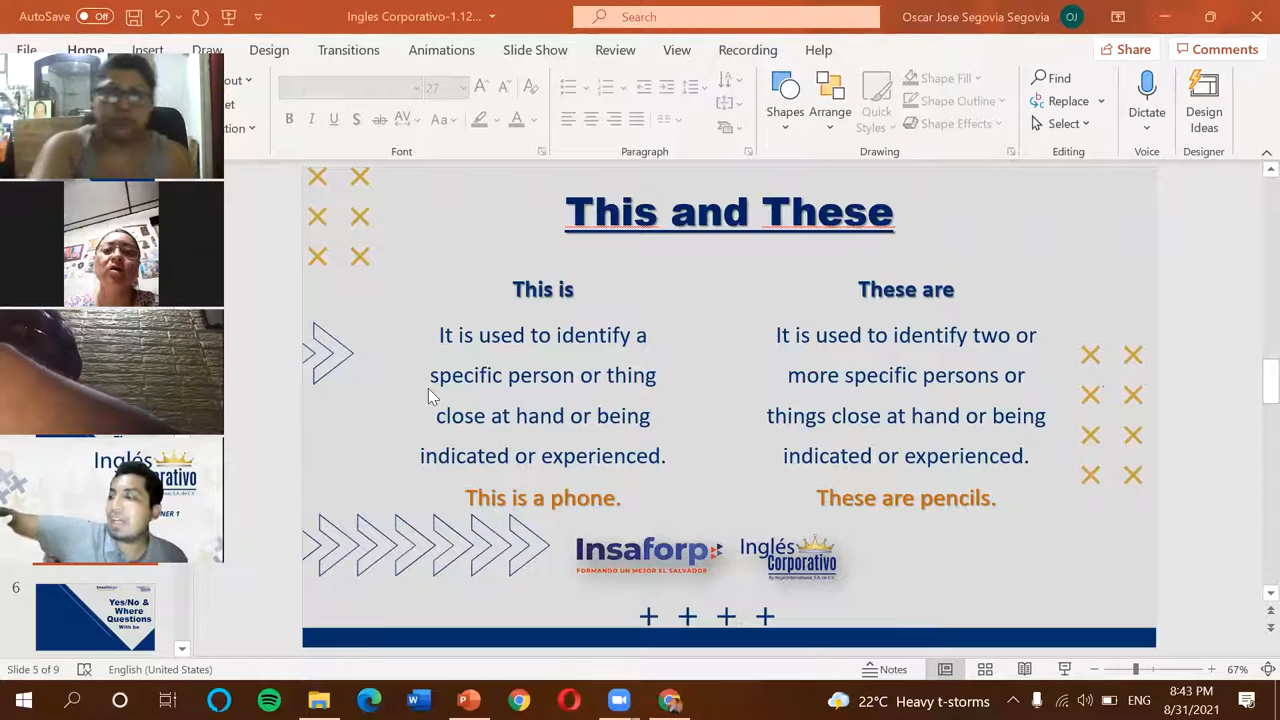 AutoSave Off
Ingles Corporativo-1.12...
Search
Oscar Jose Segovia Segovia
OJ
File Home Insert Draw Design Transitions Animations Slide Show Review View Recording Help
Share
Comments
Shapes
Arrange
Quick Styles
Shape Fill
Shape Outline
Shape Effects
Find
Replace
Select
Dictate
Design Ideas
Font
Paragraph
Drawing
Editing
Voice
Designer
This and These
This is
It is used to identify a
specific person or thing
close at hand or being
indicated or experienced.
This is a phone.
These are
It is used to identify two or
more specific persons or
things close at hand or being
indicated or experienced.
These are pencils.
Insaforp
FORMANDO UN MEJOR EL SALVADOR
Inglés
Corporativo
Inglés
6
Yes/No &
Where
Questions
With be
Slide 5 of 9
English (United States)
Notes
67%
22°C Heavy t-storms
ENG
8:43 PM
8/31/2021